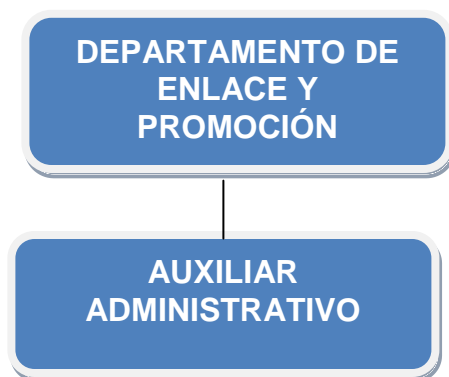 DEPARTAMENTO DE
ENLACE Y
PROMOCIÓN
AUXILIAR
ADMINISTRATIVO